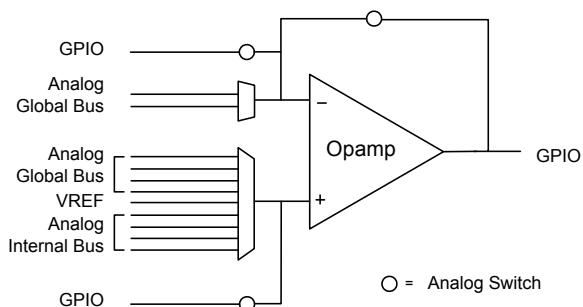 GPIO
Analog
Global Bus
−
Opamp
GPIO
Analog
Global Bus
VREF
+
Analog
Internal Bus
GPIO
= Analog Switch